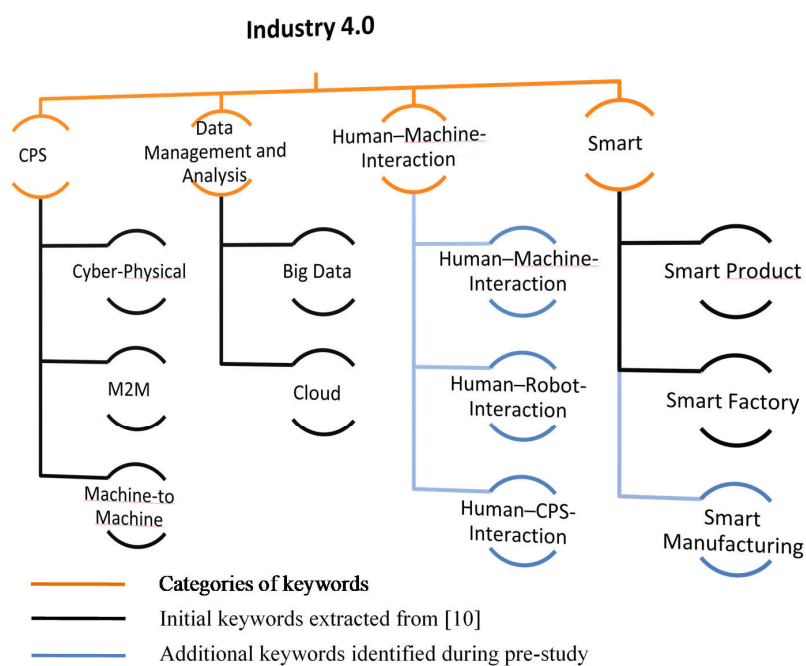 Industry 4.0
CPS
Data
Management and
Analysis
Human–Machine-
Interaction
Smart
Cyber-Physical
M2M
Machine-to
Machine
Big Data
Cloud
Human–Machine-
Interaction
Human–Robot-
Interaction
Human–CPS-
Interaction
Smart Product
Smart Factory
Smart
Manufacturing
Categories of keywords
Initial keywords extracted from [10]
Additional keywords identified during pre-study